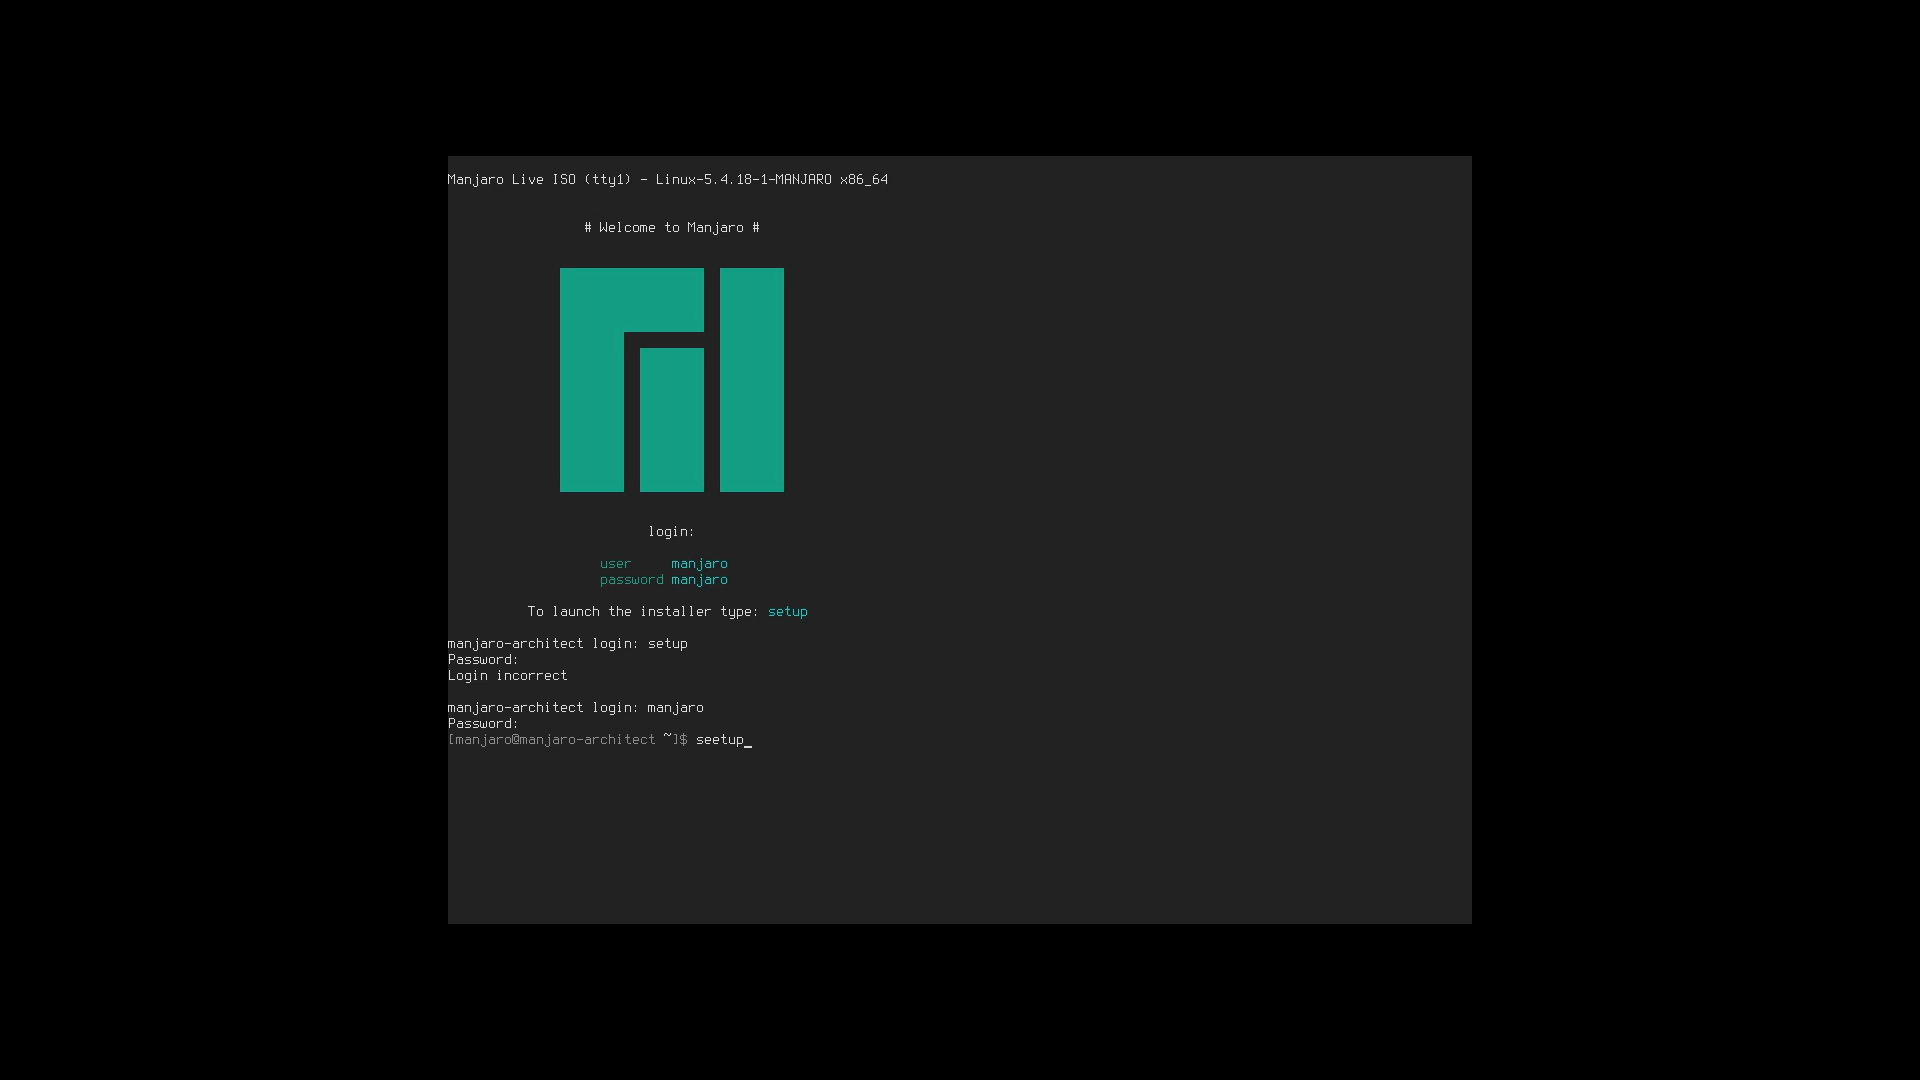 Manjaro Live ISO (tty1) - Linux-5.4.18-1-MANJARO x86_64
# Welcome to Manjaro #
login:
user manjaro
password manjaro
To launch the installer type: setup
manjaro-architect login: setup
Password:
Login incorrect
manjaro-architect login: manjaro
Password:
[manjaro@manjaro-architect ~]$ seetup_